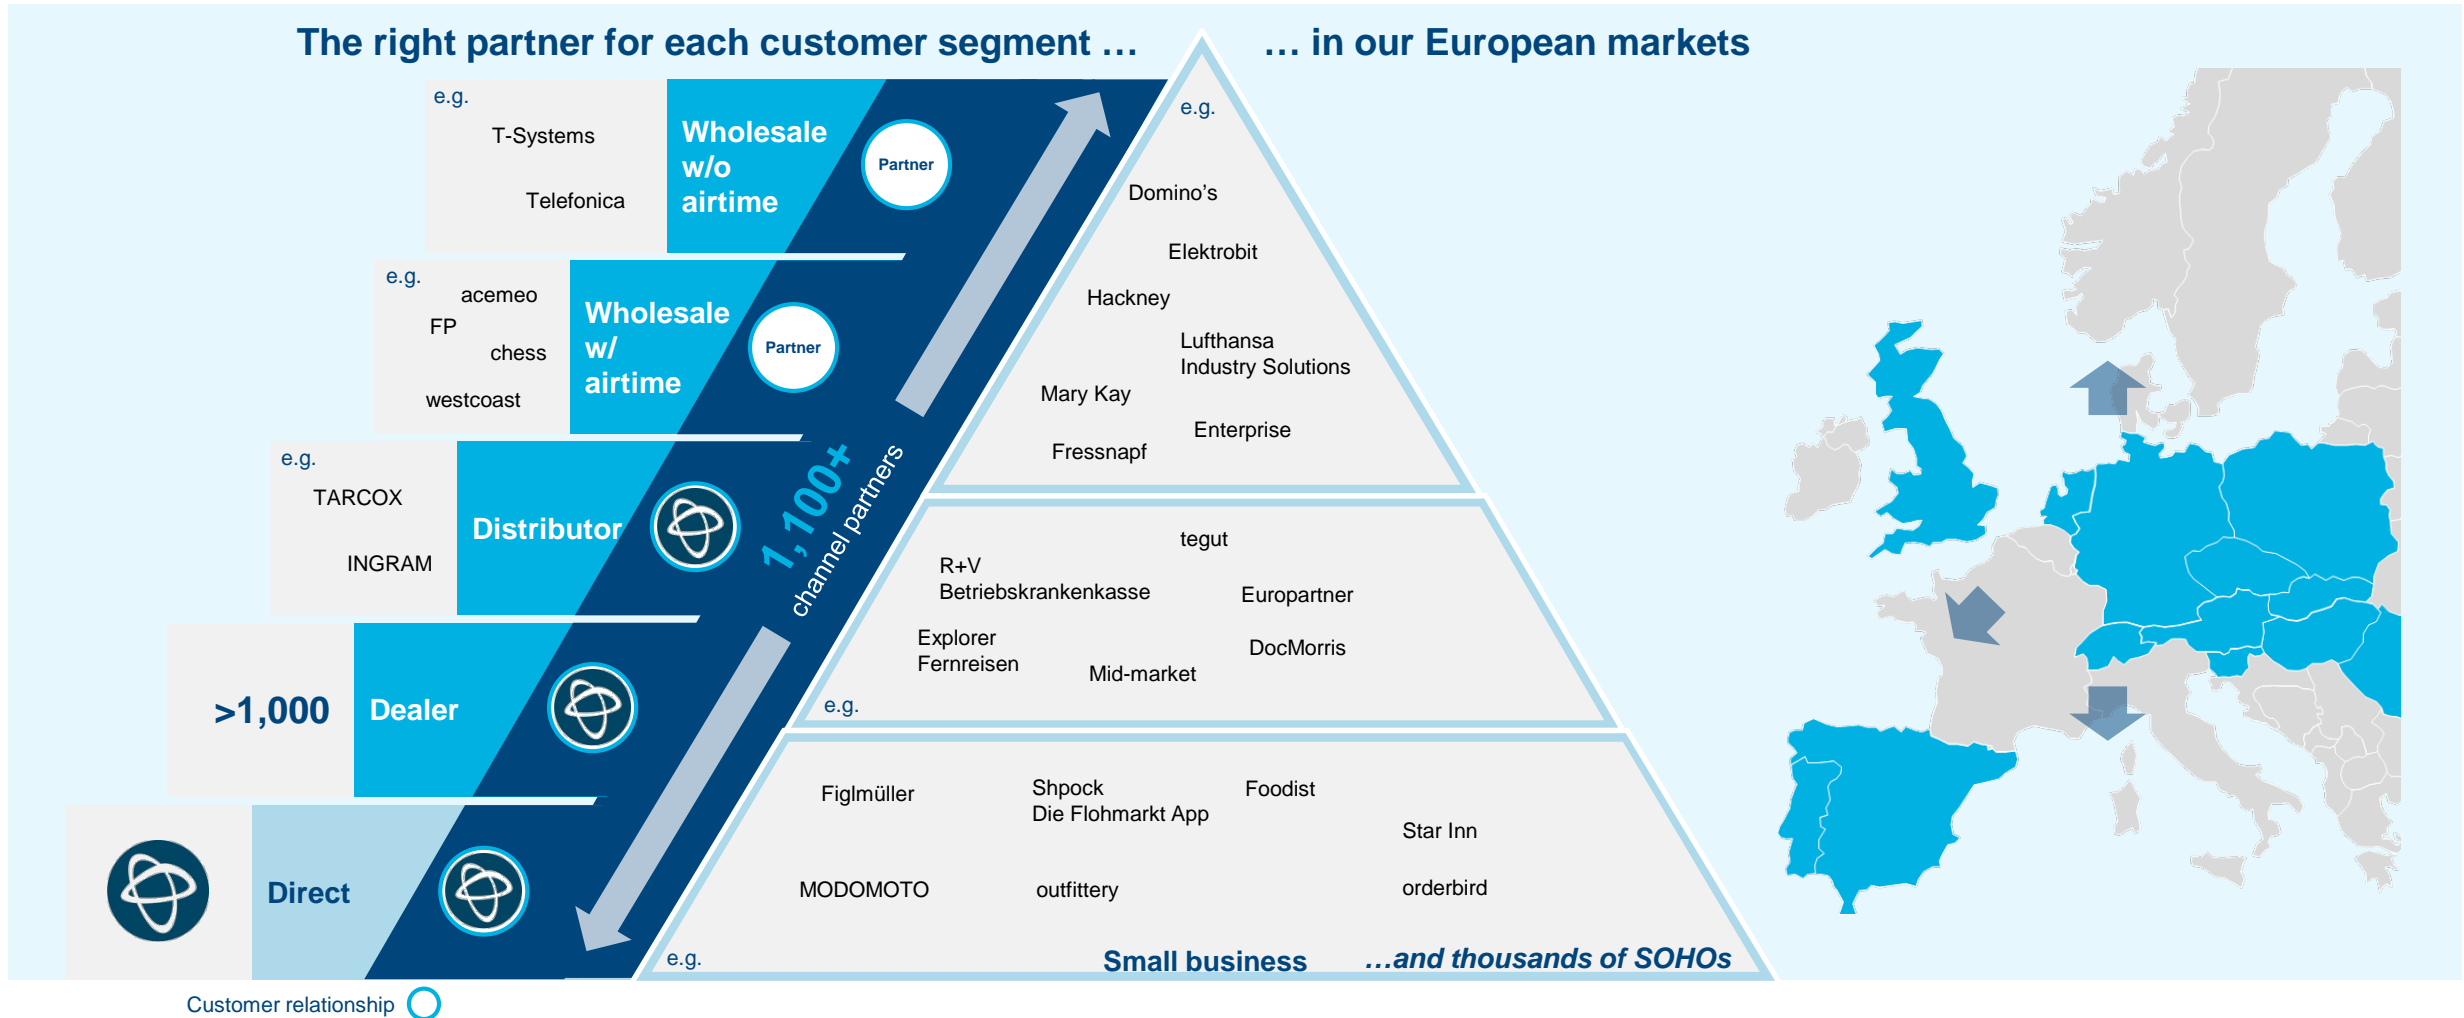 The right partner for each customer segment …
… in our European markets
e.g.
T-Systems
Telefonica
Wholesale
w/o
airtime
Partner
e.g.
acemeo
FP
chess
westcoast
Wholesale
w/
airtime
Partner
e.g.
TARCOX
INGRAM
Distributor
>1,000
Dealer
Direct
1,100+
channel partners
e.g.
Domino’s
Elektrobit
Hackney
Lufthansa
Industry Solutions
Mary Kay
Enterprise
Fressnapf
tegut
R+V
Betriebskrankenkasse
Europartner
Explorer
Fernreisen
DocMorris
Mid-market
e.g.
Figlmüller
Shpock
Die Flohmarkt App
Foodist
Star Inn
MODOMOTO
outfittery
orderbird
e.g.
Small business
…and thousands of SOHOs
Customer relationship